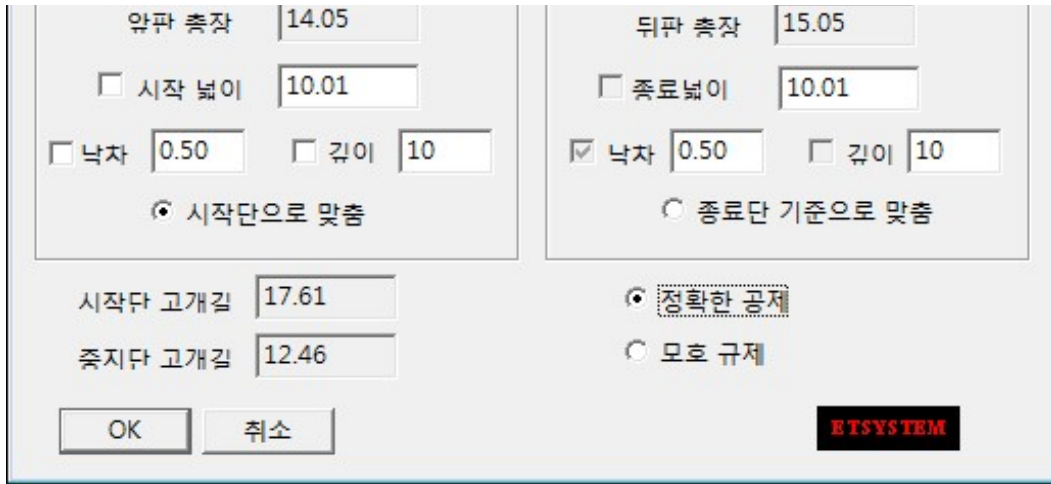 앞판 총장 14.05
뒤판 총장 15.05
시작 넓이 10.01
종료넓이 10.01
낙차 0.50 깊이 10
낙차 0.50 깊이 10
시작단으로 맞춤
종료단 기준으로 맞춤
시작단 고개길 17.61
정확한 공제
중지단 고개길 12.46
모호 규제
OK 취소
ETSYSTEM